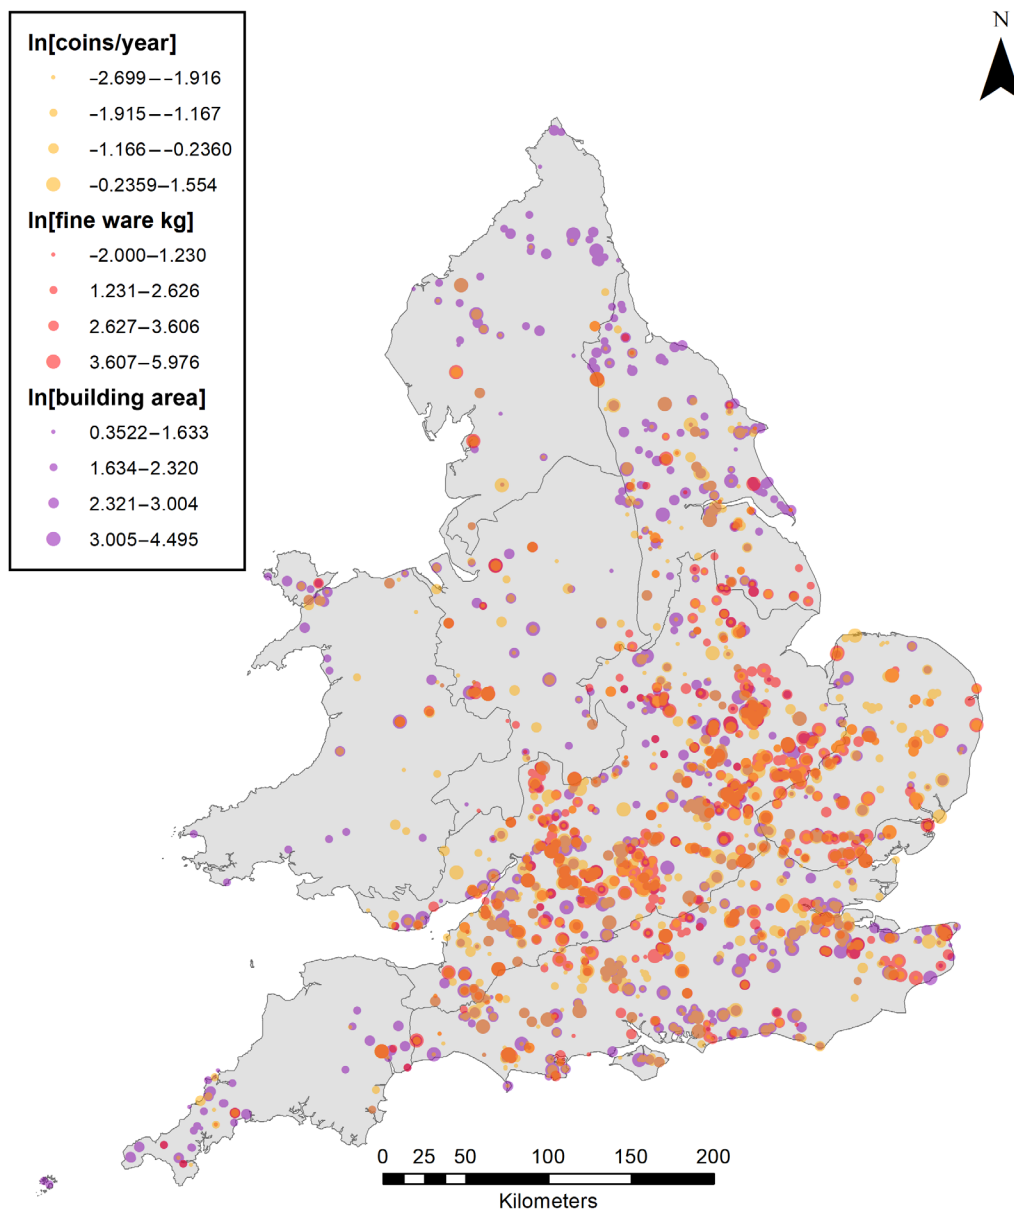 ln[coins/year]
-2.699–-1.916
-1.915–-1.167
-1.166–-0.2360
-0.2359–1.554
ln[fine ware kg]
-2.000–1.230
1.231–2.626
2.627–3.606
3.607–5.976
ln[building area]
0.3522–1.633
1.634–2.320
2.321–3.004
3.005–4.495
N
0 25 50 100 150 200
Kilometers